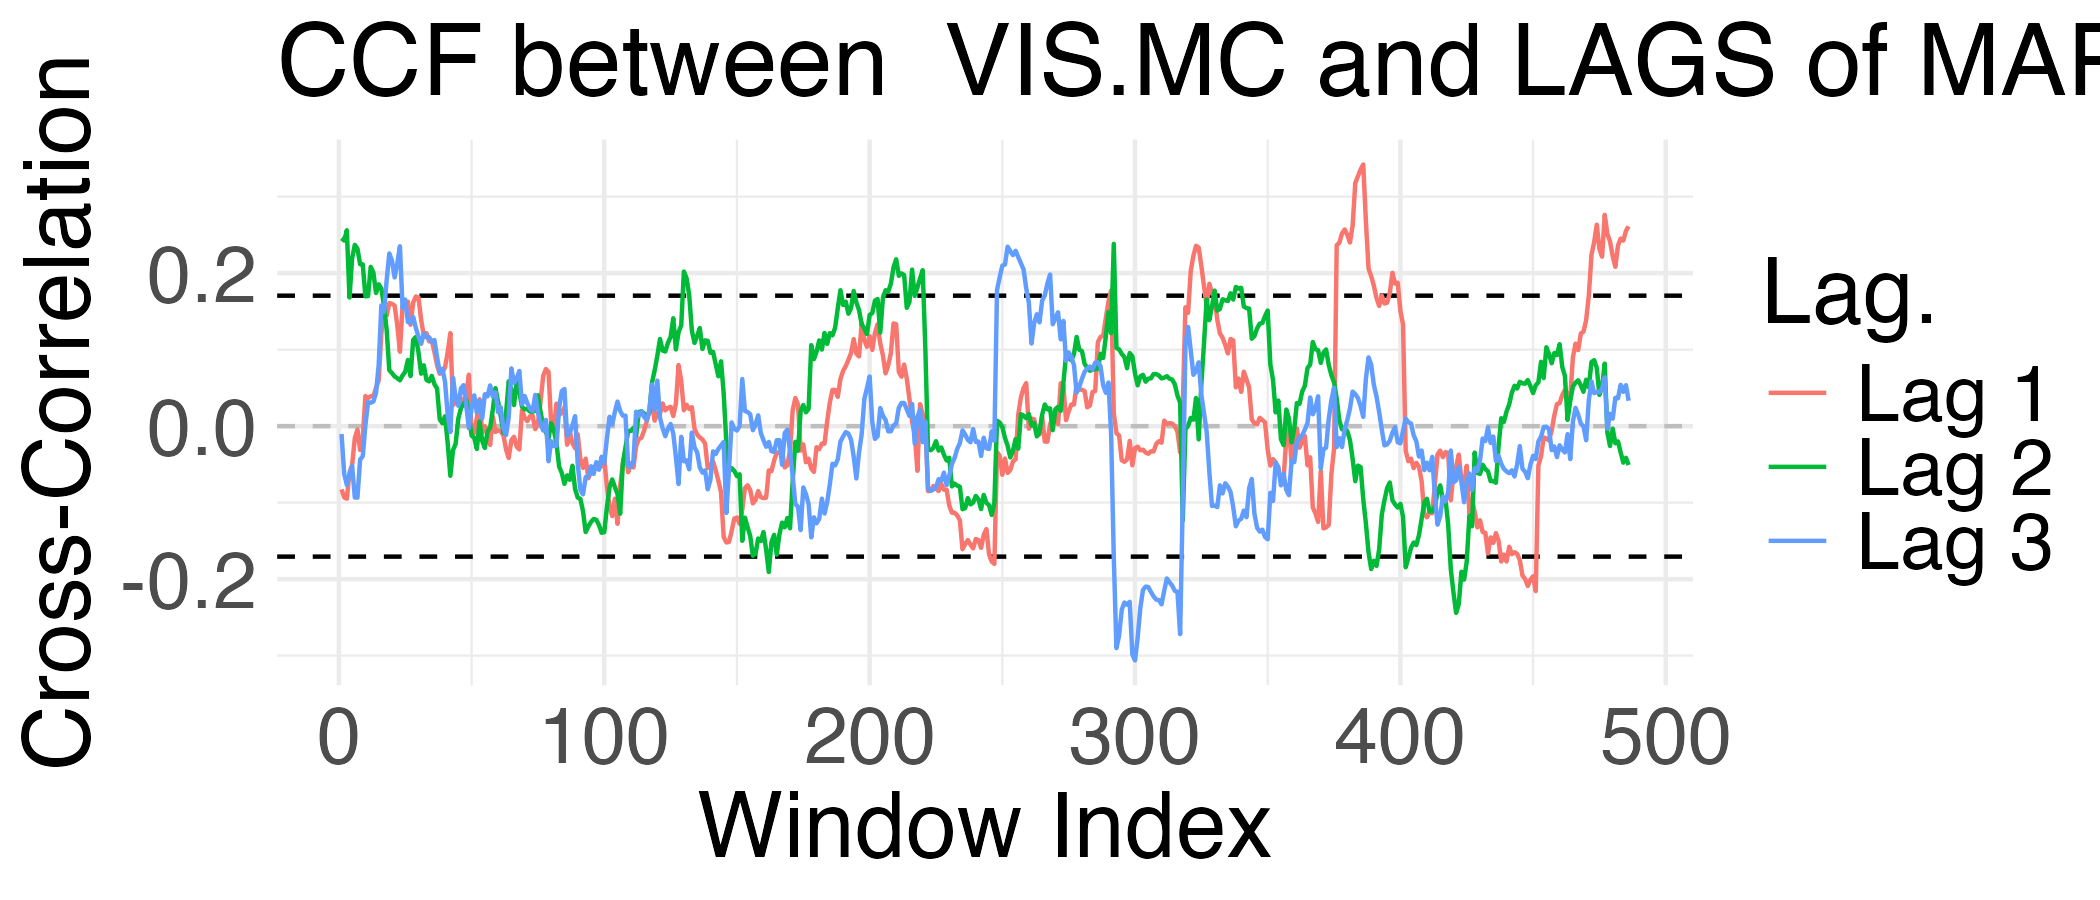 CCF between  VIS.MC and LAGS of MAR
Cross-Correlation
0.2
0.0
-0.2
0 100 200 300 400 500
Window Index
Lag.
Lag 1
Lag 2
Lag 3